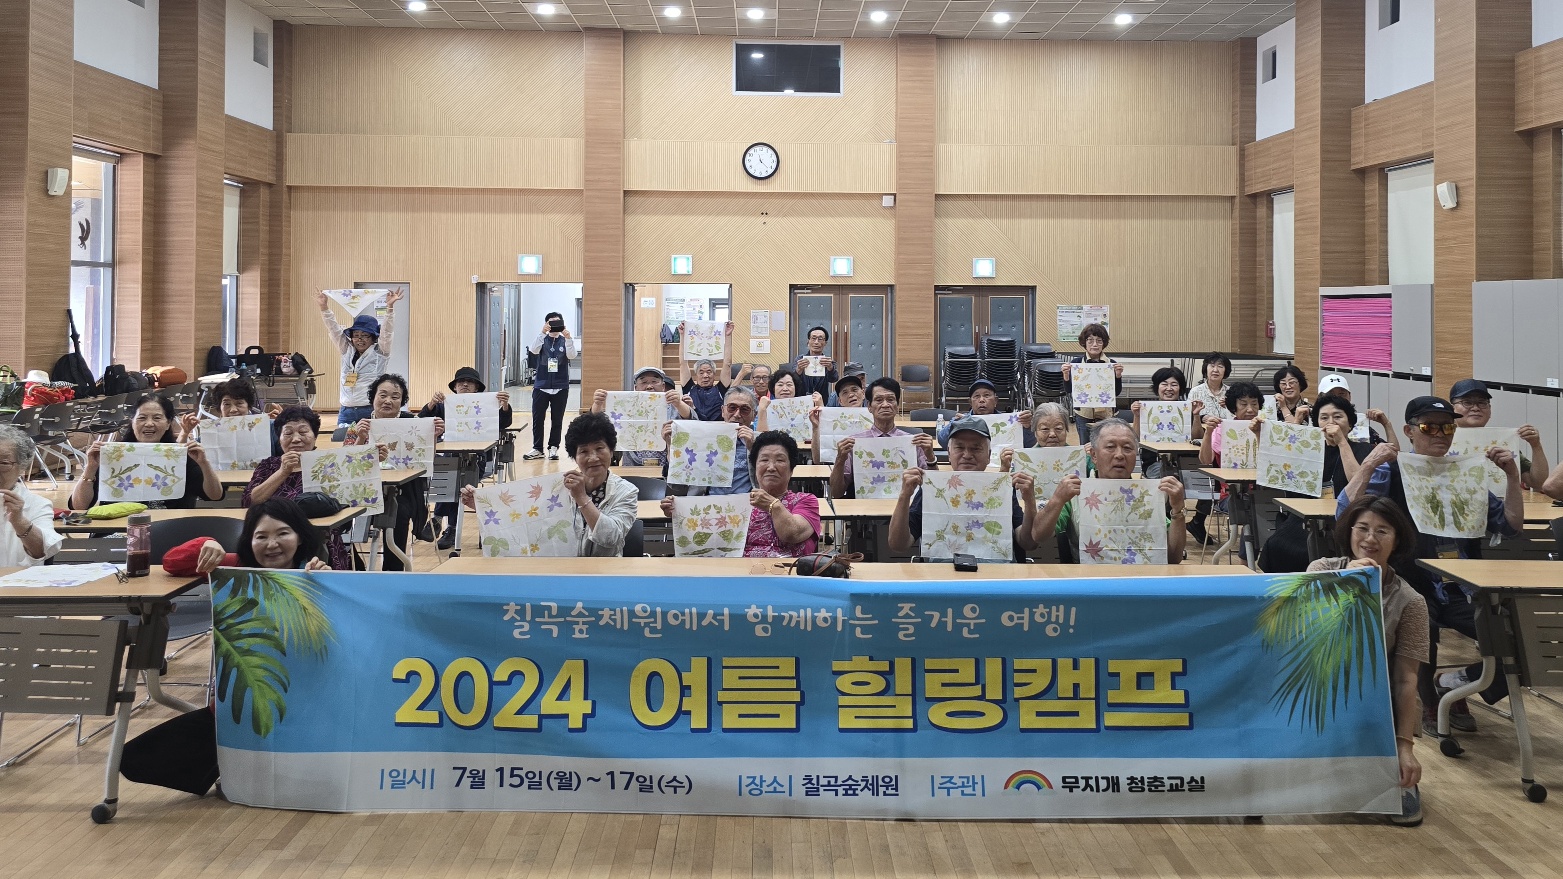 칠곡숲체원에서 함께하는 즐거운 여행!
2024 여름 힐링캠프
|일시| 7월 15일(월)~17일(수) |장소| 칠곡숲체원 |주관| 무지개 청춘교실